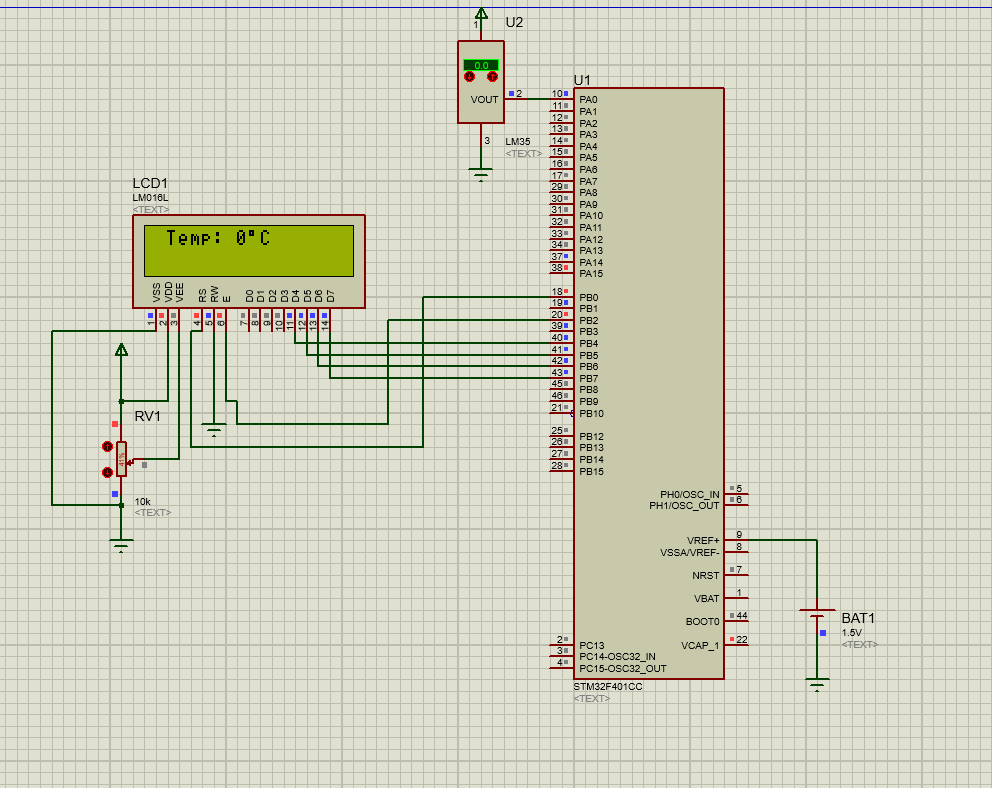 1
U2
0.0
VOUT
2
3
LM35
<TEXT>
LCD1
LM016L
<TEXT>
Temp: 0°C
VSS
VDD
VEE
RS
RW
E
D0
D1
D2
D3
D4
D5
D6
D7
1
2
3
4
5
6
7
8
9
10
11
12
13
14
RV1
41%
10k
<TEXT>
U1
10 PA0
11 PA1
12 PA2
13 PA3
14 PA4
15 PA5
16 PA6
17 PA7
29 PA8
30 PA9
31 PA10
32 PA11
33 PA12
34 PA13
37 PA14
38 PA15
18 PB0
19 PB1
20 PB2
39 PB3
40 PB4
41 PB5
42 PB6
43 PB7
45 PB8
46 PB9
21 PB10
25 PB12
26 PB13
27 PB14
28 PB15
PH0/OSC_IN 5
PH1/OSC_OUT 6
VREF+ 9
VSSA/VREF- 8
NRST 7
VBAT 1
BOOT0 44
VCAP_1 22
2 PC13
3 PC14-OSC32_IN
4 PC15-OSC32_OUT
STM32F401CC
<TEXT>
BAT1
1.5V
<TEXT>